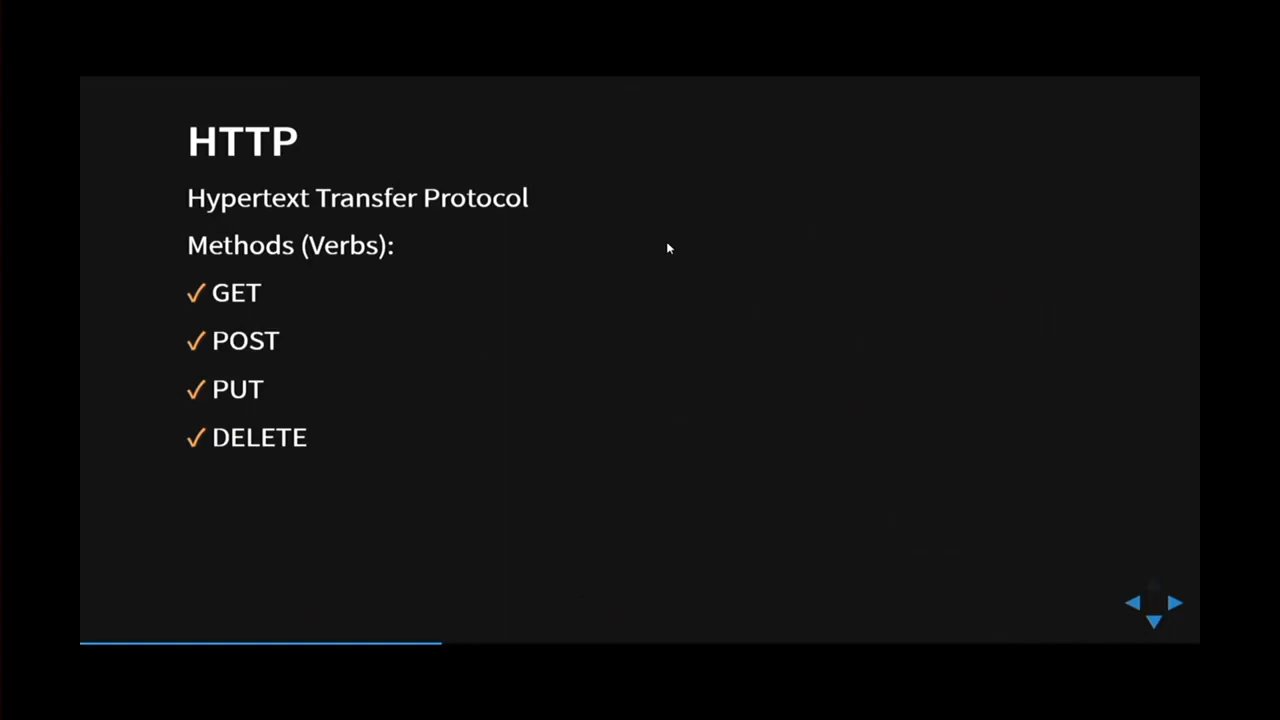 HTTP
Hypertext Transfer Protocol
Methods (Verbs):
✓ GET
✓ POST
✓ PUT
✓ DELETE